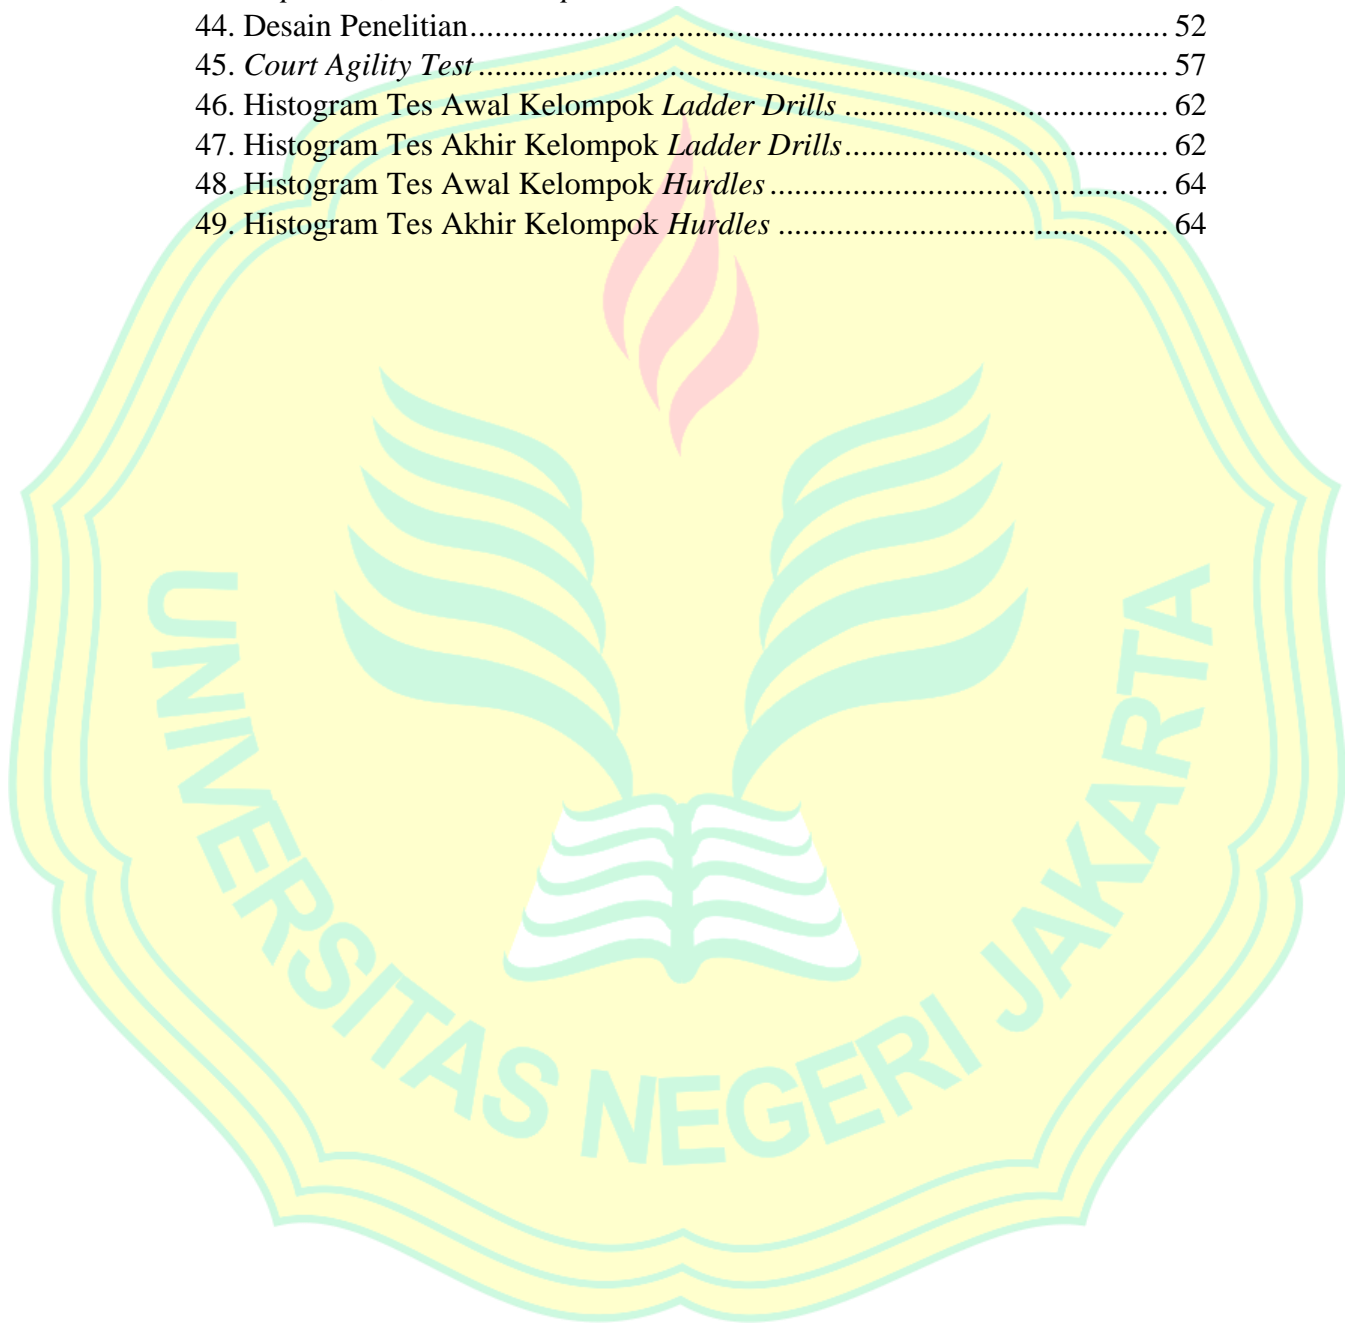 44. Desain Penelitian.................................................................................... 52
45. Court Agility Test .................................................................................... 57
46. Histogram Tes Awal Kelompok Ladder Drills ........................................ 62
47. Histogram Tes Akhir Kelompok Ladder Drills....................................... 62
48. Histogram Tes Awal Kelompok Hurdles ................................................ 64
49. Histogram Tes Akhir Kelompok Hurdles ............................................... 64
UNIVERSITAS NEGERI JAKARTA